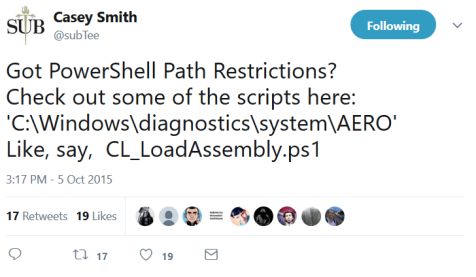 SUB
Casey Smith
@subTee
Following
Got PowerShell Path Restrictions?
Check out some of the scripts here:
'C:\Windows\diagnostics\system\AERO'
Like, say, CL_LoadAssembly.ps1
3:17 PM - 5 Oct 2015
17 Retweets 19 Likes
17 19